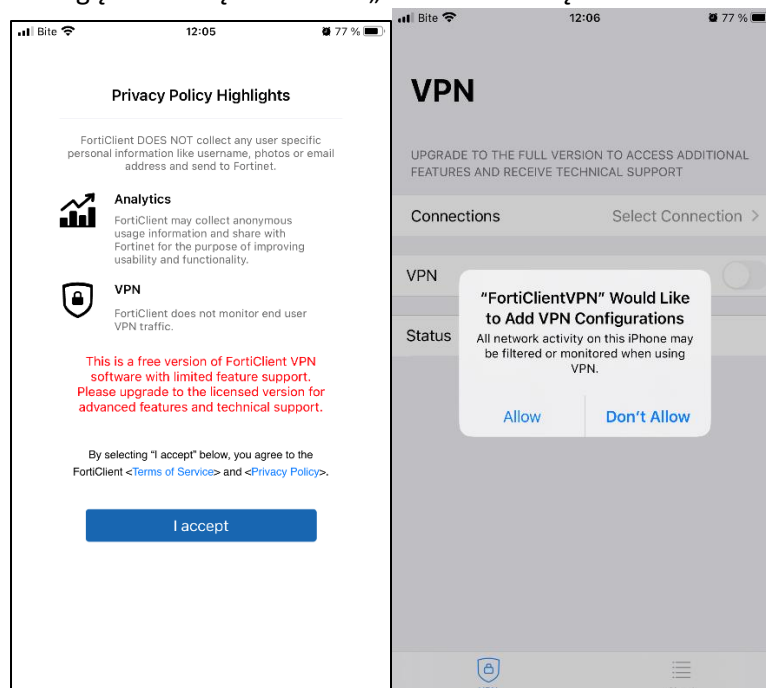 Bite 12:05 77 %
Privacy Policy Highlights
FortiClient DOES NOT collect any user specific
personal information like username, photos or email
address and send to Fortinet.
Analytics
FortiClient may collect anonymous
usage information and share with
Fortinet for the purpose of improving
usability and functionality.
VPN
FortiClient does not monitor end user
VPN traffic.
This is a free version of FortiClient VPN
software with limited feature support.
Please upgrade to the licensed version for
advanced features and technical support.
By selecting "I accept" below, you agree to the
FortiClient <Terms of Service> and <Privacy Policy>.
I accept
Bite 12:06 77 %
VPN
UPGRADE TO THE FULL VERSION TO ACCESS ADDITIONAL
FEATURES AND RECEIVE TECHNICAL SUPPORT
Connections Select Connection >
VPN
Status
"FortiClientVPN" Would Like
to Add VPN Configurations
All network activity on this iPhone may
be filtered or monitored when using
VPN.
Allow Don't Allow